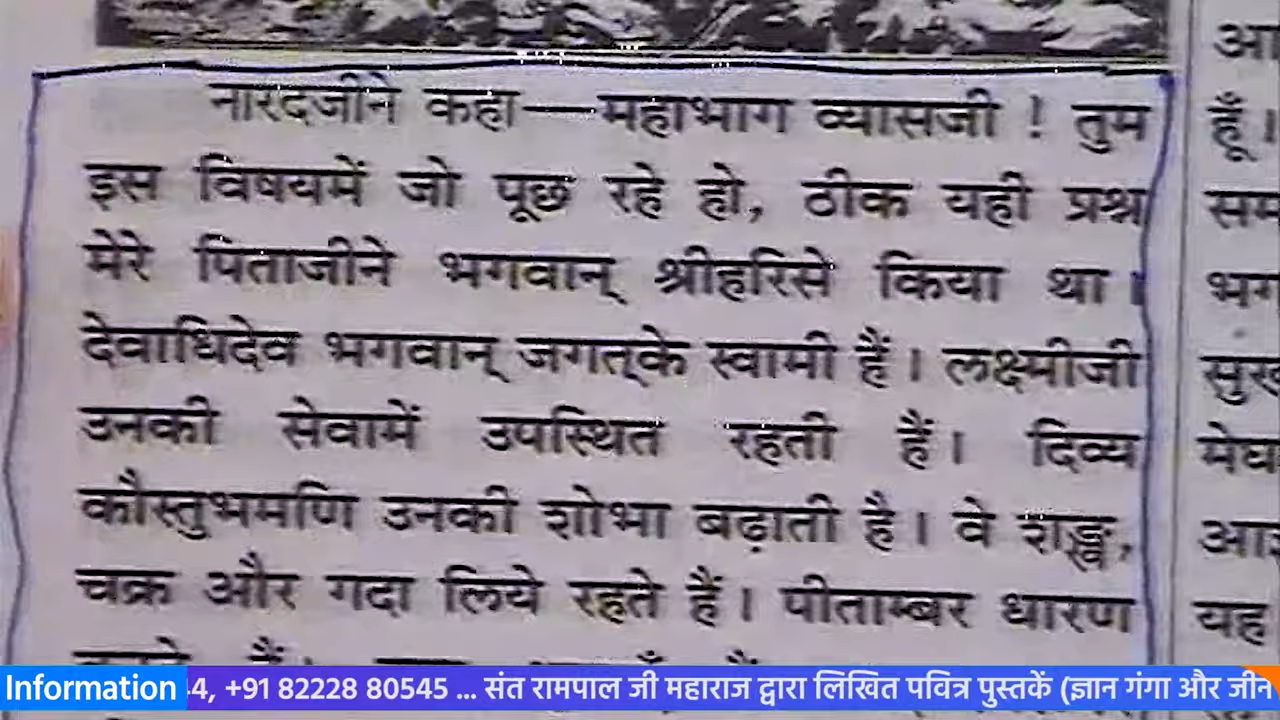 नारदजीने कहा—महाभाग व्यासजी ! तुम
इस विषयमें जो पूछ रहे हो, ठीक यही प्रश्न
मेरे पिताजीने भगवान् श्रीहरिसे किया था।
देवाधिदेव भगवान् जगत्‌के स्वामी हैं। लक्ष्मीजी
उनकी सेवामें उपस्थित रहती हैं। दिव्य
कौस्तुभमणि उनकी शोभा बढ़ाती है। वे शङ्ख,
चक्र और गदा लिये रहते हैं। पीताम्बर धारण
हूँ।
यह
Information
4, +91 82228 80545 ... संत रामपाल जी महाराज द्वारा लिखित पवित्र पुस्तकें (ज्ञान गंगा और जीन